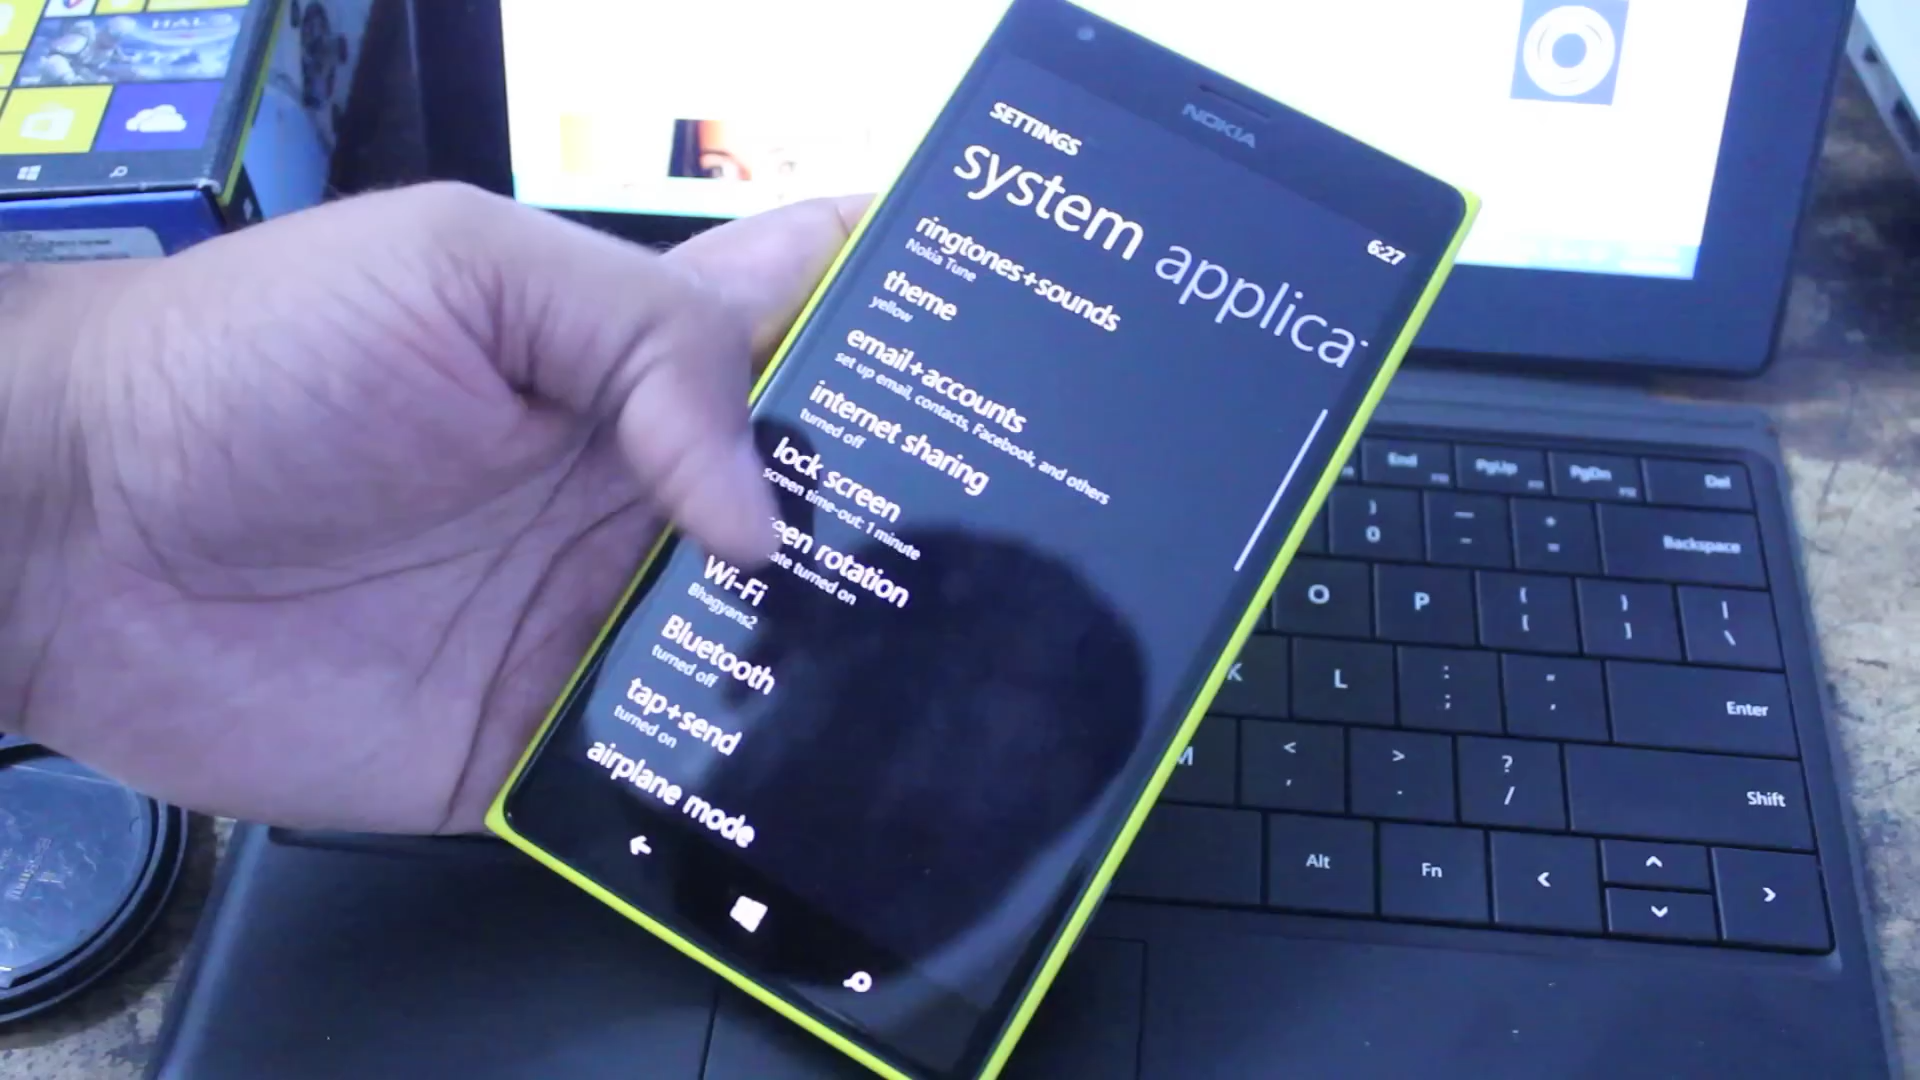 HALO
NOKIA
SETTINGS
6:27
system applica
ringtones+sounds
Nokia Tune
theme
yellow
email+accounts
set up email, contacts, Facebook, and others
internet sharing
turned off
lock screen
screen time-out: 1 minute
een rotation
ate turned on
Wi-Fi
Bhagyans2
Bluetooth
turned off
tap+send
turned on
airplane mode
End PgUp PgDn Del
) 0 — - + = Backspace
O P { [ } ] | \
K L : ; " ' Enter
M < , > . ? / Shift
Alt Fn < ^ >